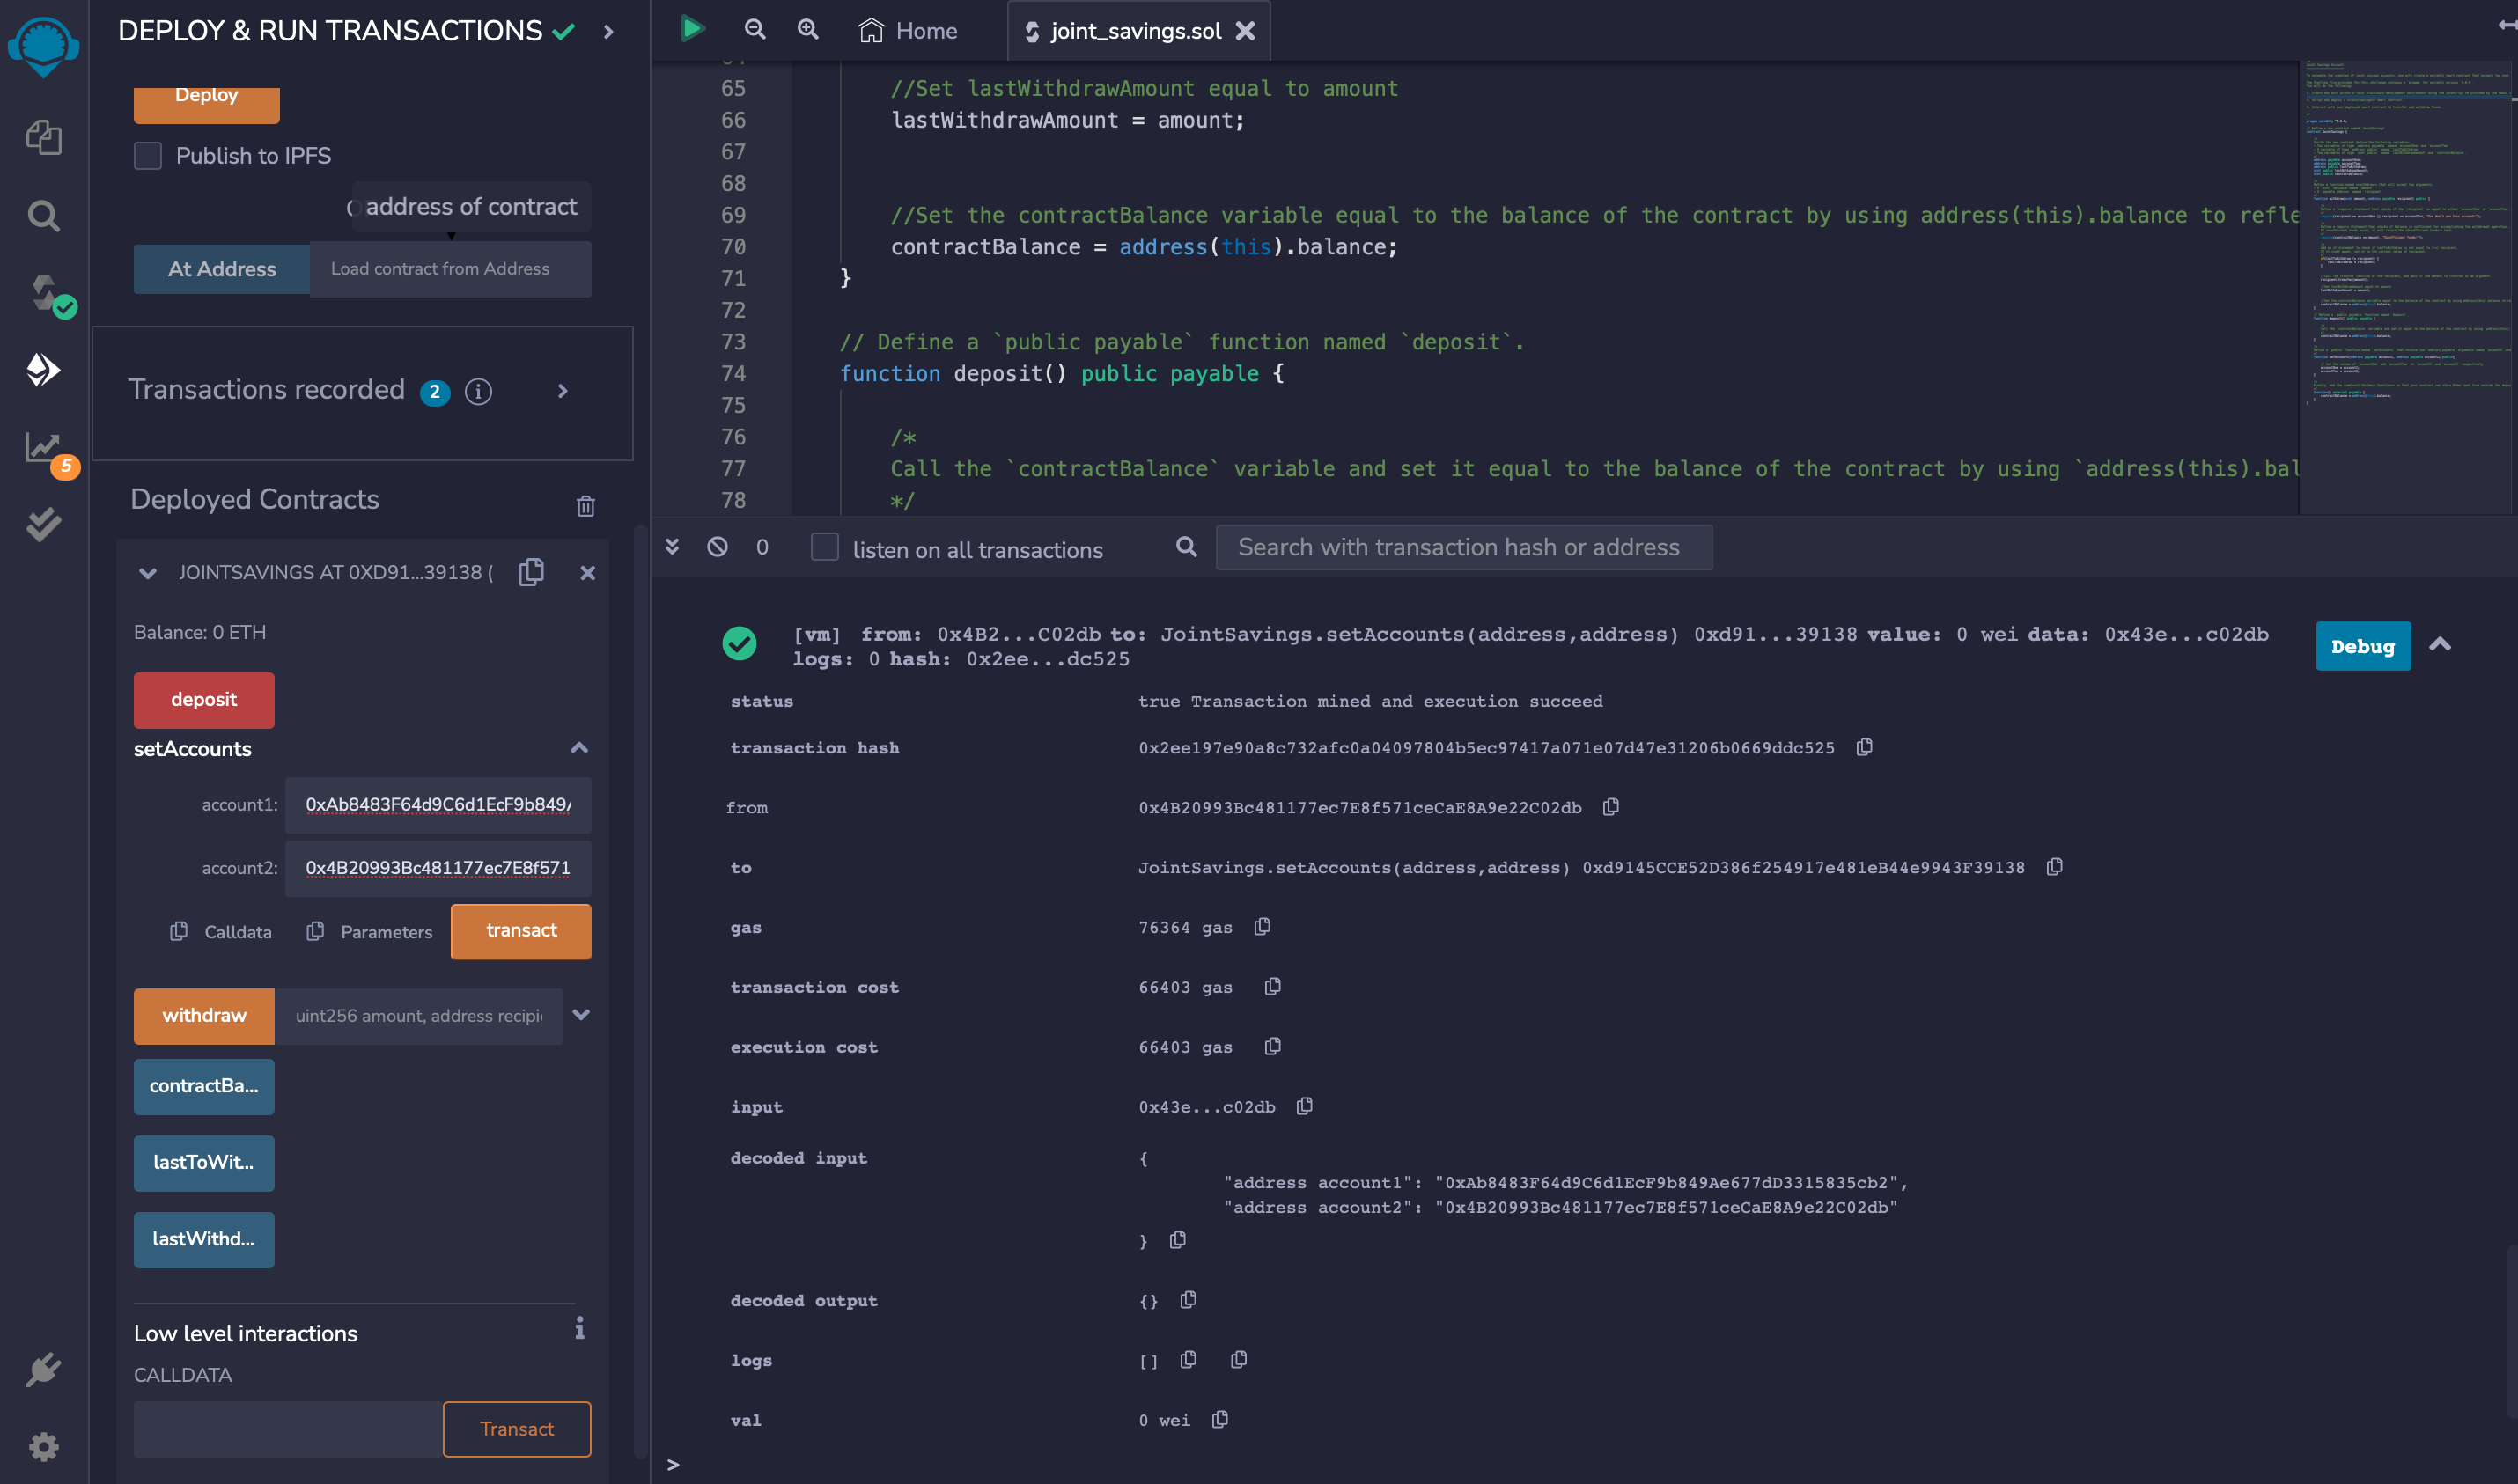 DEPLOY & RUN TRANSACTIONS
Deploy
Publish to IPFS
address of contract
At Address
Load contract from Address
Transactions recorded 2
5
Deployed Contracts
JOINTSAVINGS AT 0XD91...39138 (
Balance: 0 ETH
deposit
setAccounts
account1: 0xAb8483F64d9C6d1EcF9b849
account2: 0x4B20993Bc481177ec7E8f571
Calldata
Parameters
transact
withdraw
uint256 amount, address recipi
contractBa...
lastToWit...
lastWithd...
Low level interactions
CALLDATA
Transact
Home
joint_savings.sol
65 //Set lastWithdrawAmount equal to amount
66 lastWithdrawAmount = amount;
67
68
69 //Set the contractBalance variable equal to the balance of the contract by using address(this).balance to refle
70 contractBalance = address(this).balance;
71 }
72
73 // Define a `public payable` function named `deposit`.
74 function deposit() public payable {
75
76 /*
77 Call the `contractBalance` variable and set it equal to the balance of the contract by using `address(this).bal
78 */
0
listen on all transactions
Search with transaction hash or address
[vm] from: 0x4B2...C02db to: JointSavings.setAccounts(address,address) 0xd91...39138 value: 0 wei data: 0x43e...c02db
logs: 0 hash: 0x2ee...dc525
Debug
status true Transaction mined and execution succeed
transaction hash 0x2ee197e90a8c732afc0a04097804b5ec97417a071e07d47e31206b0669ddc525
from 0x4B20993Bc481177ec7E8f571ceCaE8A9e22C02db
to JointSavings.setAccounts(address,address) 0xd9145CCE52D386f254917e481eB44e9943F39138
gas 76364 gas
transaction cost 66403 gas
execution cost 66403 gas
input 0x43e...c02db
decoded input {
"address account1": "0xAb8483F64d9C6d1EcF9b849Ae677dD3315835cb2",
"address account2": "0x4B20993Bc481177ec7E8f571ceCaE8A9e22C02db"
}
decoded output {}
logs []
val 0 wei
>